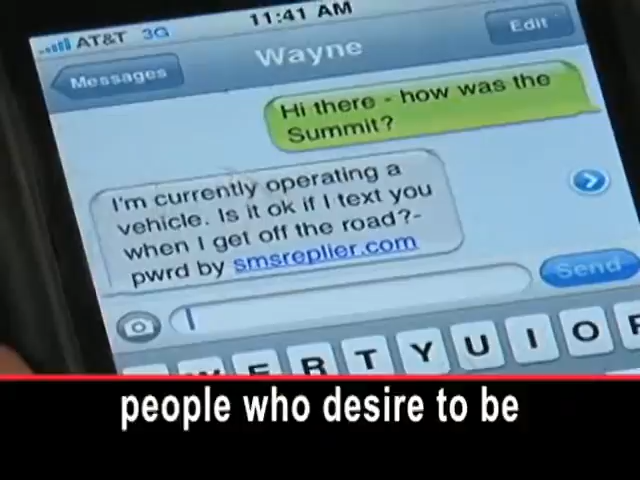 AT&T 3G 11:41 AM
Messages Wayne Edit
Hi there - how was the
Summit?
I'm currently operating a
vehicle. Is it ok if I text you
when I get off the road?-
pwrd by smsreplier.com
Send
W E R T Y U I O P
people who desire to be